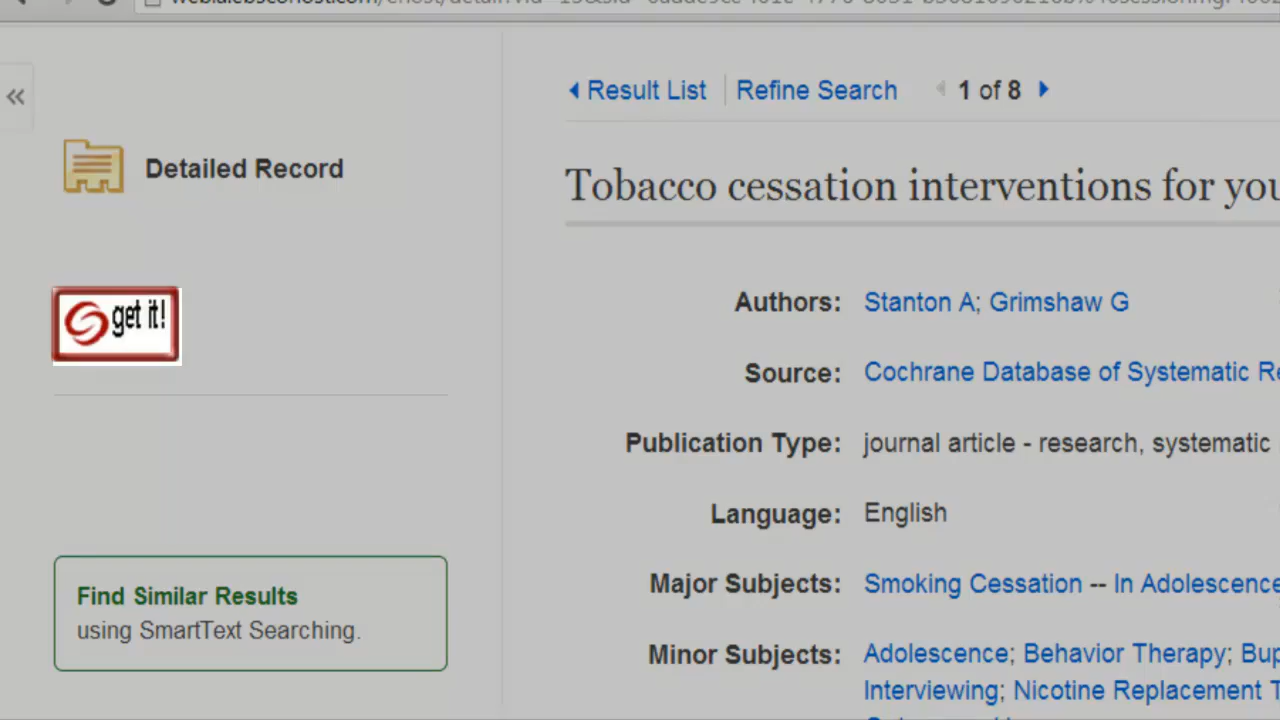 Result List
Refine Search
1 of 8
Detailed Record
Tobacco cessation interventions for you
get it!
Authors: Stanton A; Grimshaw G
Source: Cochrane Database of Systematic Re
Publication Type: journal article - research, systematic
Language: English
Major Subjects: Smoking Cessation -- In Adolescence
Find Similar Results
using SmartText Searching.
Minor Subjects: Adolescence; Behavior Therapy; Bup
Interviewing; Nicotine Replacement T